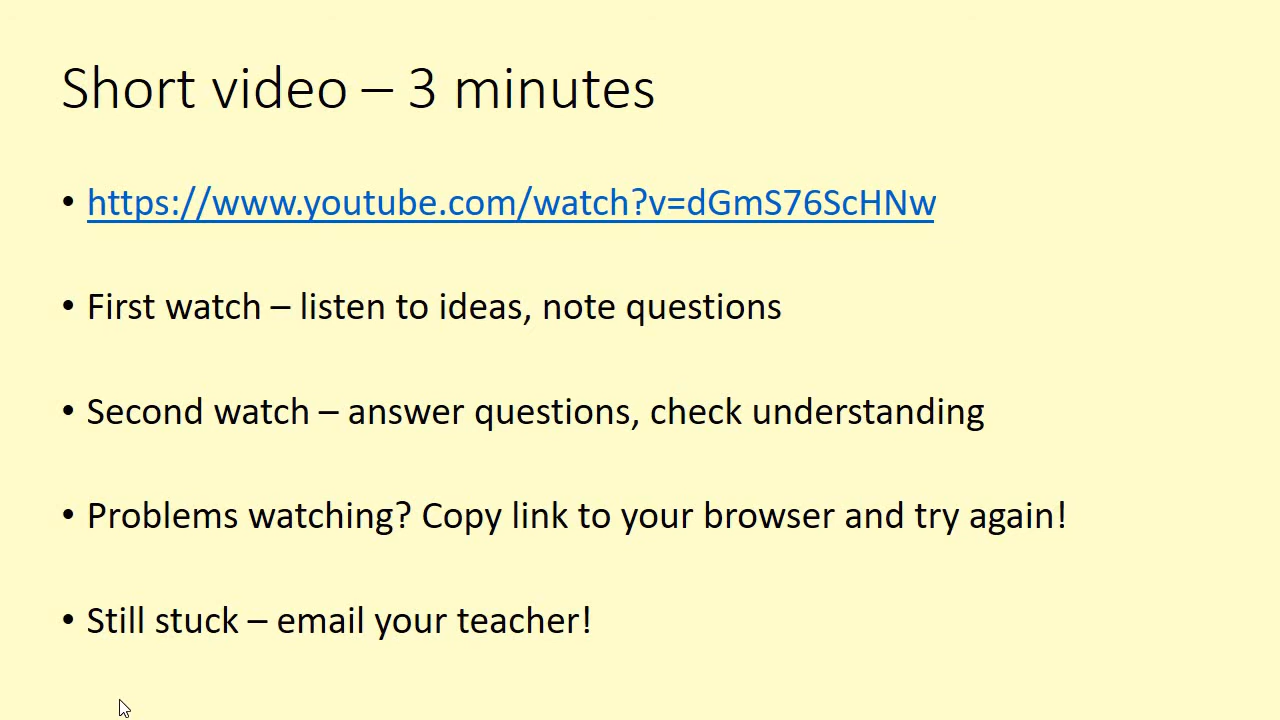 Short video – 3 minutes
• https://www.youtube.com/watch?v=dGmS76ScHNw
• First watch – listen to ideas, note questions
• Second watch – answer questions, check understanding
• Problems watching? Copy link to your browser and try again!
• Still stuck – email your teacher!